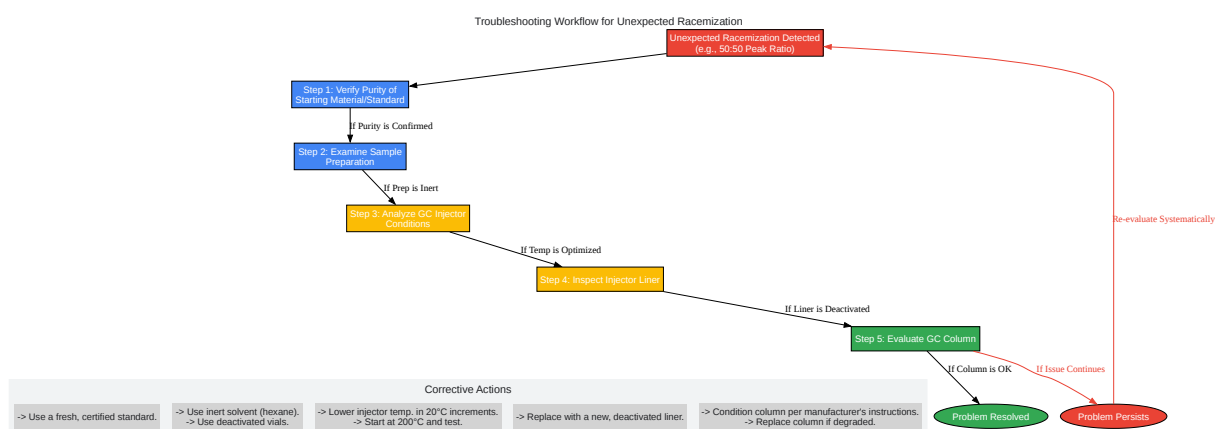 Troubleshooting Workflow for Unexpected Racemization
Unexpected Racemization Detected
(e.g., 50:50 Peak Ratio)
Step 1: Verify Purity of
Starting Material/Standard
If Purity is Confirmed
Step 2: Examine Sample
Preparation
If Prep is Inert
Step 3: Analyze GC Injector
Conditions
Re-evaluate Systematically
If Temp is Optimized
Step 4: Inspect Injector Liner
If Liner is Deactivated
Step 5: Evaluate GC Column
If Column is OK
If Issue Continues
Problem Resolved
Problem Persists
Corrective Actions
-> Use a fresh, certified standard.
-> Use inert solvent (hexane).
-> Use deactivated vials.
-> Lower injector temp. in 20°C increments.
-> Start at 200°C and test.
-> Replace with a new, deactivated liner.
-> Condition column per manufacturer's instructions.
-> Replace column if degraded.